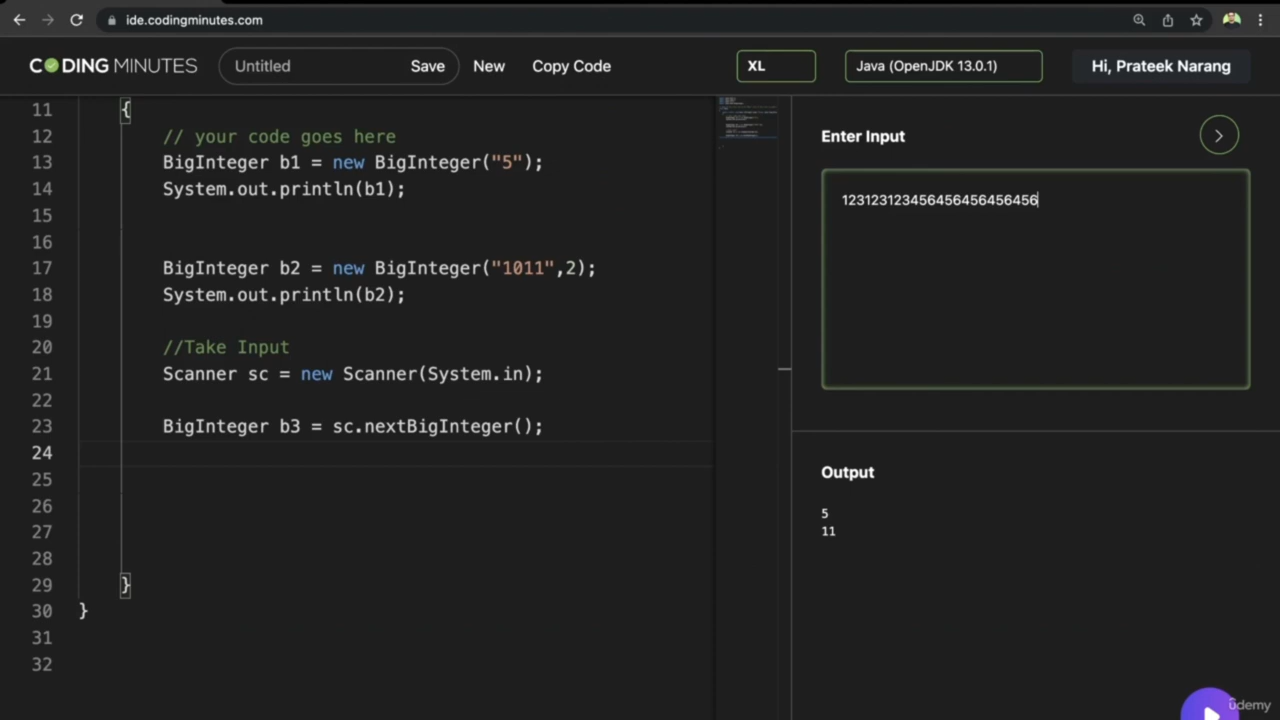 ide.codingminutes.com
CODING MINUTES
Untitled
Save
New
Copy Code
XL
Java (OpenJDK 13.0.1)
Hi, Prateek Narang
11 {
12 // your code goes here
13 BigInteger b1 = new BigInteger("5");
14 System.out.println(b1);
15
16
17 BigInteger b2 = new BigInteger("1011",2);
18 System.out.println(b2);
19
20 //Take Input
21 Scanner sc = new Scanner(System.in);
22
23 BigInteger b3 = sc.nextBigInteger();
24
25
26
27
28
29 }
30 }
31
32
Enter Input
123123123456456456456456
Output
5
11
ûdemy